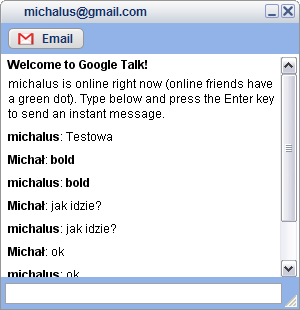 michalus@gmail.com
Email
Welcome to Google Talk!
michalus is online right now (online friends have
a green dot). Type below and press the Enter key
to send an instant message.
michalus: Testowa
Michał: bold
michalus: bold
Michał: jak idzie?
michalus: jak idzie?
Michał: ok
michalus: ok